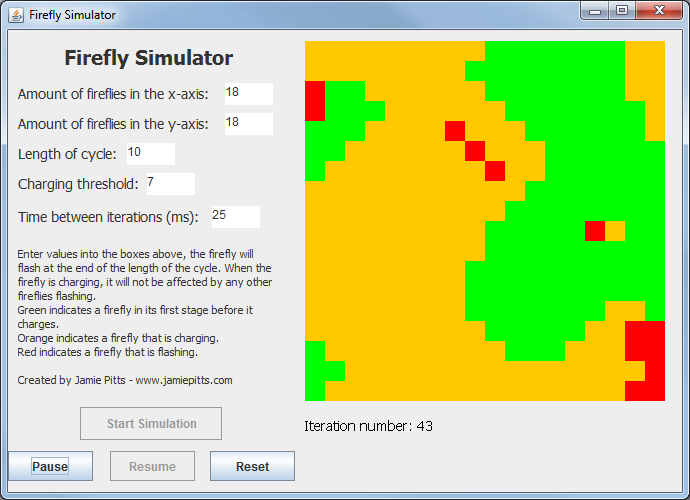 Firefly Simulator
Firefly Simulator
Amount of fireflies in the x-axis: 18
Amount of fireflies in the y-axis: 18
Length of cycle: 10
Charging threshold: 7
Time between iterations (ms): 25
Enter values into the boxes above, the firefly will
flash at the end of the length of the cycle. When the
firefly is charging, it will not be affected by any other
fireflies flashing.
Green indicates a firefly in its first stage before it
charges.
Orange indicates a firefly that is charging.
Red indicates a firefly that is flashing.
Created by Jamie Pitts - www.jamiepitts.com
Start Simulation
Iteration number: 43
Pause Resume Reset